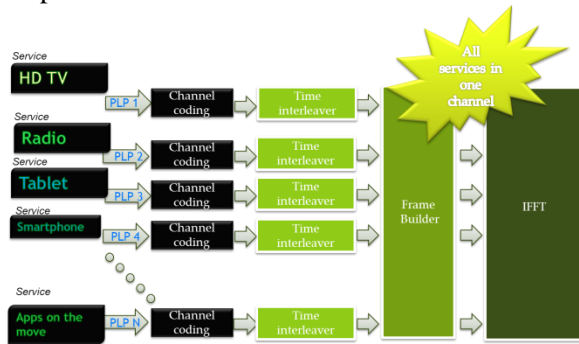 Service
HD TV
PLP 1
Channel
coding
Time
interleaver
All
services in
one
channel
Service
Radio
PLP 2
Channel
coding
Time
interleaver
Service
Tablet
PLP 3
Channel
coding
Time
interleaver
Frame
Builder
IFFT
Service
Smartphone
PLP 4
Channel
coding
Time
interleaver
Service
Apps on the
move
PLP N
Channel
coding
Time
interleaver